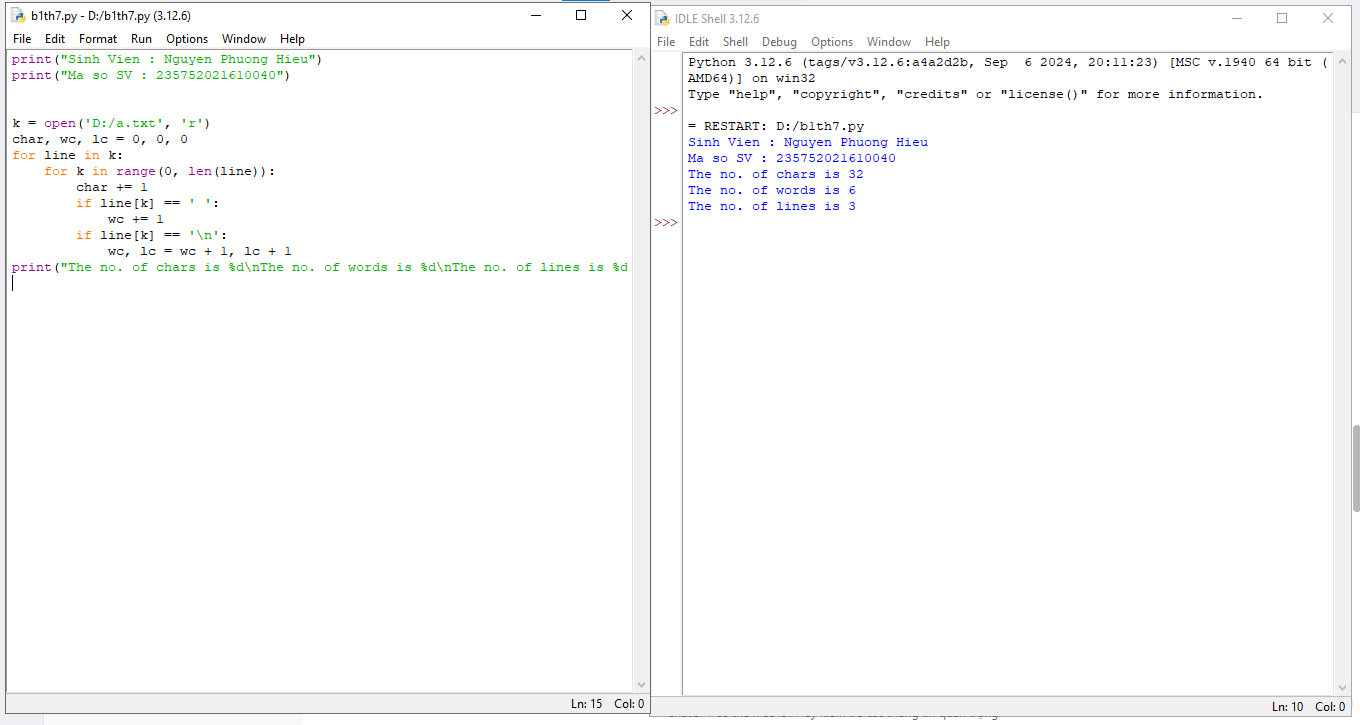 b1th7.py - D:/b1th7.py (3.12.6)
File Edit Format Run Options Window Help
print("Sinh Vien : Nguyen Phuong Hieu")
print("Ma so SV : 235752021610040")
k = open('D:/a.txt', 'r')
char, wc, lc = 0, 0, 0
for line in k:
    for k in range(0, len(line)):
        char += 1
        if line[k] == ' ':
            wc += 1
        if line[k] == '\n':
            wc, lc = wc + 1, lc + 1
print("The no. of chars is %d\nThe no. of words is %d\nThe no. of lines is %d
Ln: 15 Col: 0
IDLE Shell 3.12.6
File Edit Shell Debug Options Window Help
Python 3.12.6 (tags/v3.12.6:a4a2d2b, Sep  6 2024, 20:11:23) [MSC v.1940 64 bit (
AMD64)] on win32
Type "help", "copyright", "credits" or "license()" for more information.
>>>
= RESTART: D:/b1th7.py
Sinh Vien : Nguyen Phuong Hieu
Ma so SV : 235752021610040
The no. of chars is 32
The no. of words is 6
The no. of lines is 3
>>>
Ln: 10 Col: 0